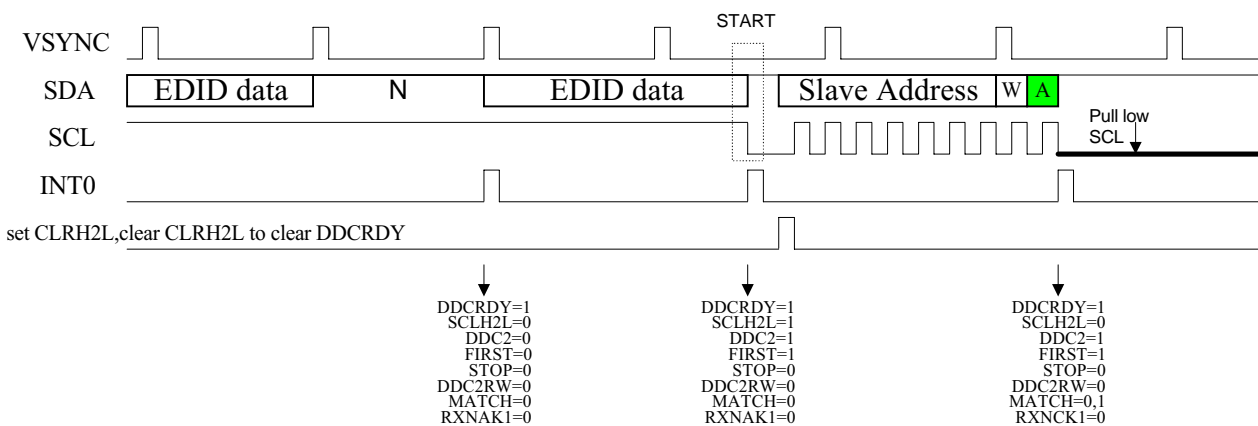 START
VSYNC
SDA EDID data N EDID data Slave Address W A
SCL Pull low
SCL
INT0
set CLRH2L,clear CLRH2L to clear DDCRDY
DDCRDY=1 DDCRDY=1 DDCRDY=1
SCLH2L=0 SCLH2L=1 SCLH2L=0
DDC2=0 DDC2=1 DDC2=1
FIRST=0 FIRST=1 FIRST=1
STOP=0 STOP=0 STOP=0
DDC2RW=0 DDC2RW=0 DDC2RW=0
MATCH=0 MATCH=0 MATCH=0,1
RXNAK1=0 RXNAK1=0 RXNCK1=0